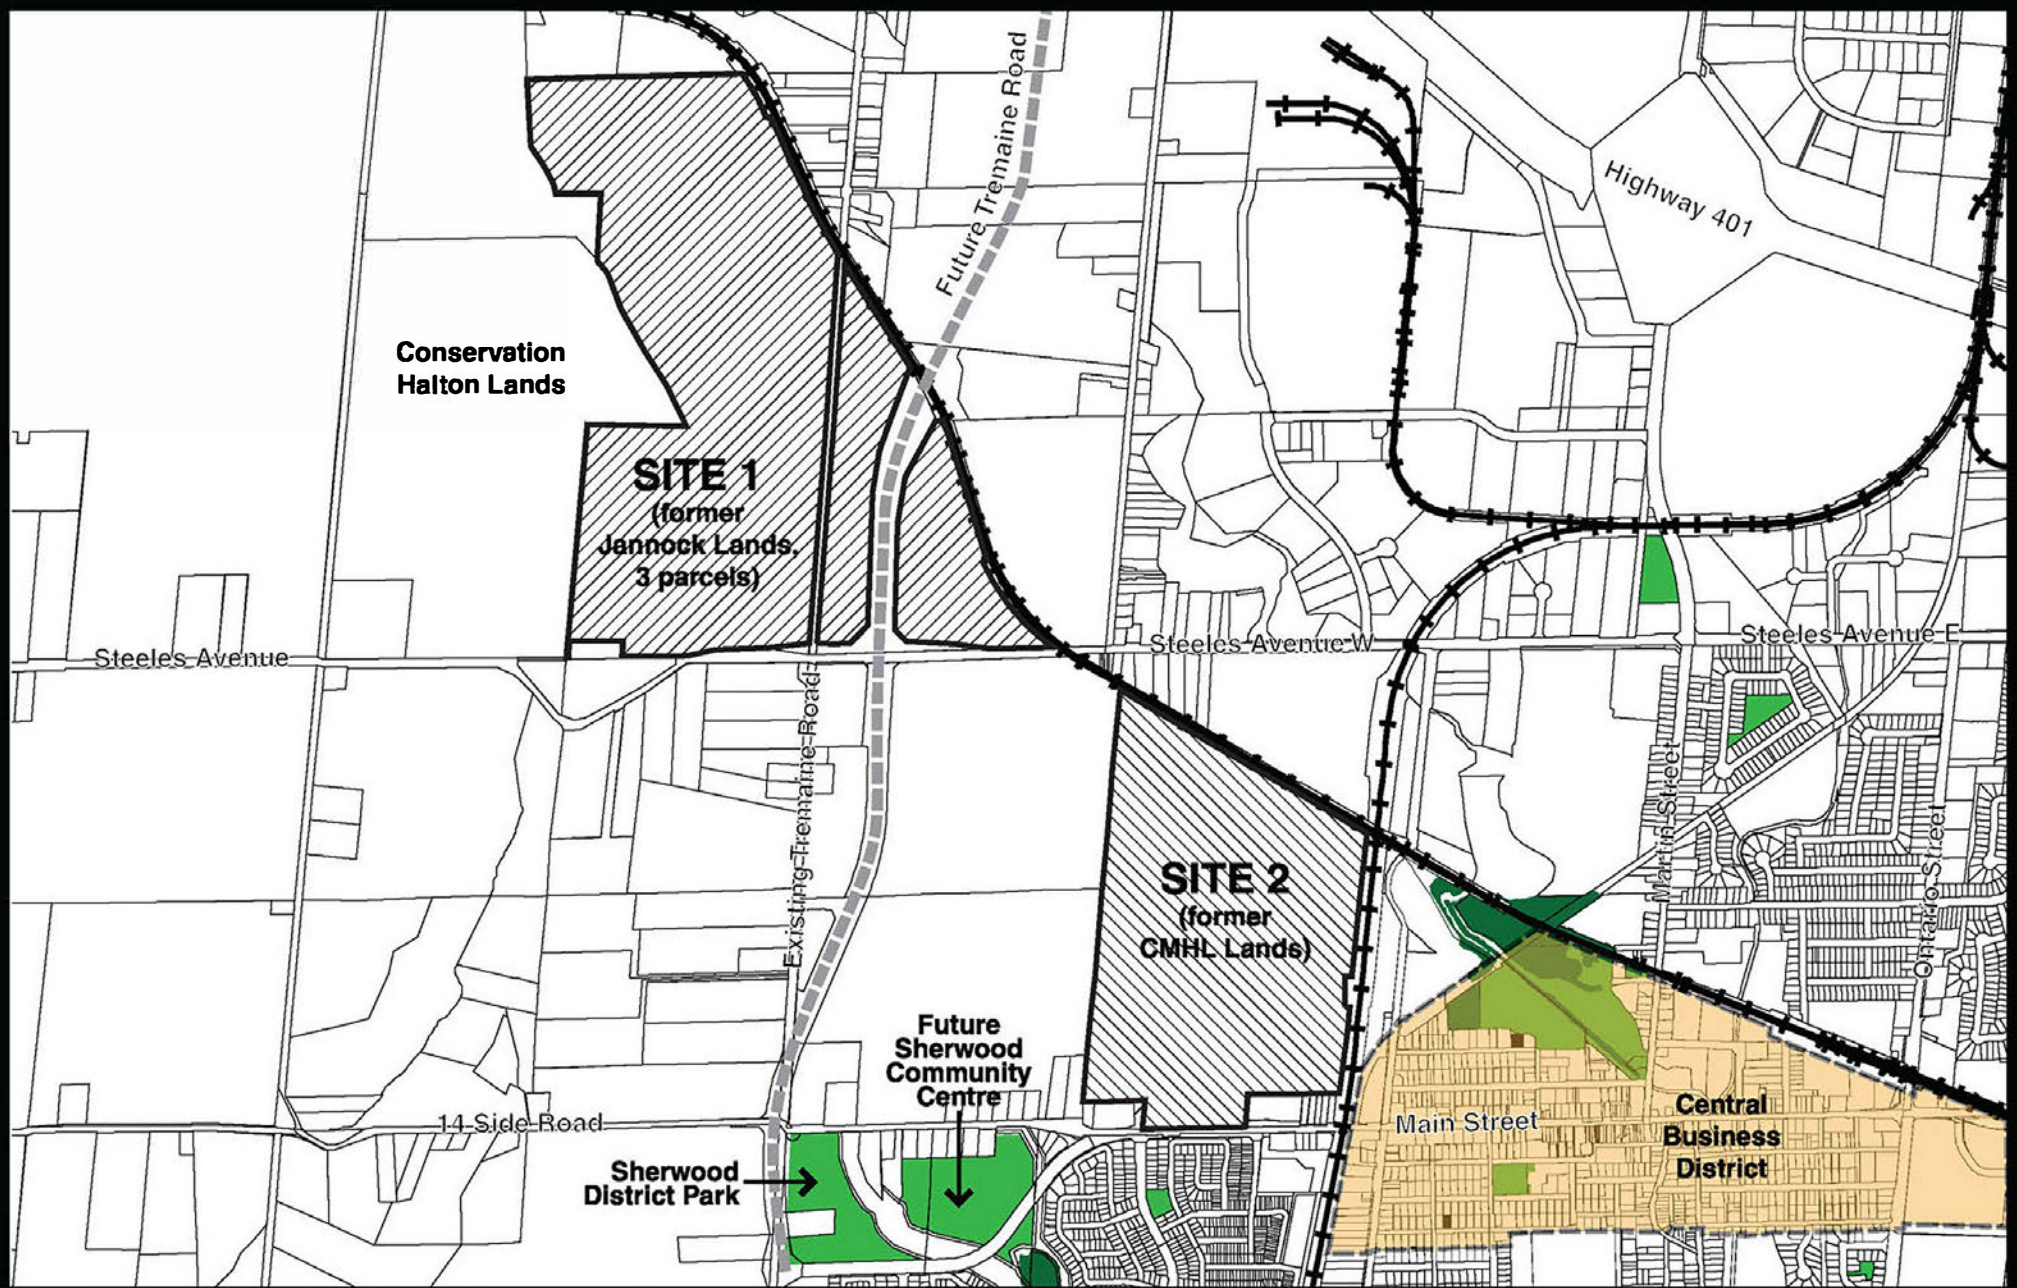 Future Tremaine Road
Highway 401
Conservation
Halton Lands
SITE 1
(former
Jannock Lands,
3 parcels)
Steeles Avenue
Steeles Avenue W
Steeles Avenue E
Existing Tremaine Road
Martin Street
Ontario Street
SITE 2
(former
CMHL Lands)
Future
Sherwood
Community
Centre
14 Side Road
Main Street
Central
Business
District
Sherwood
District Park